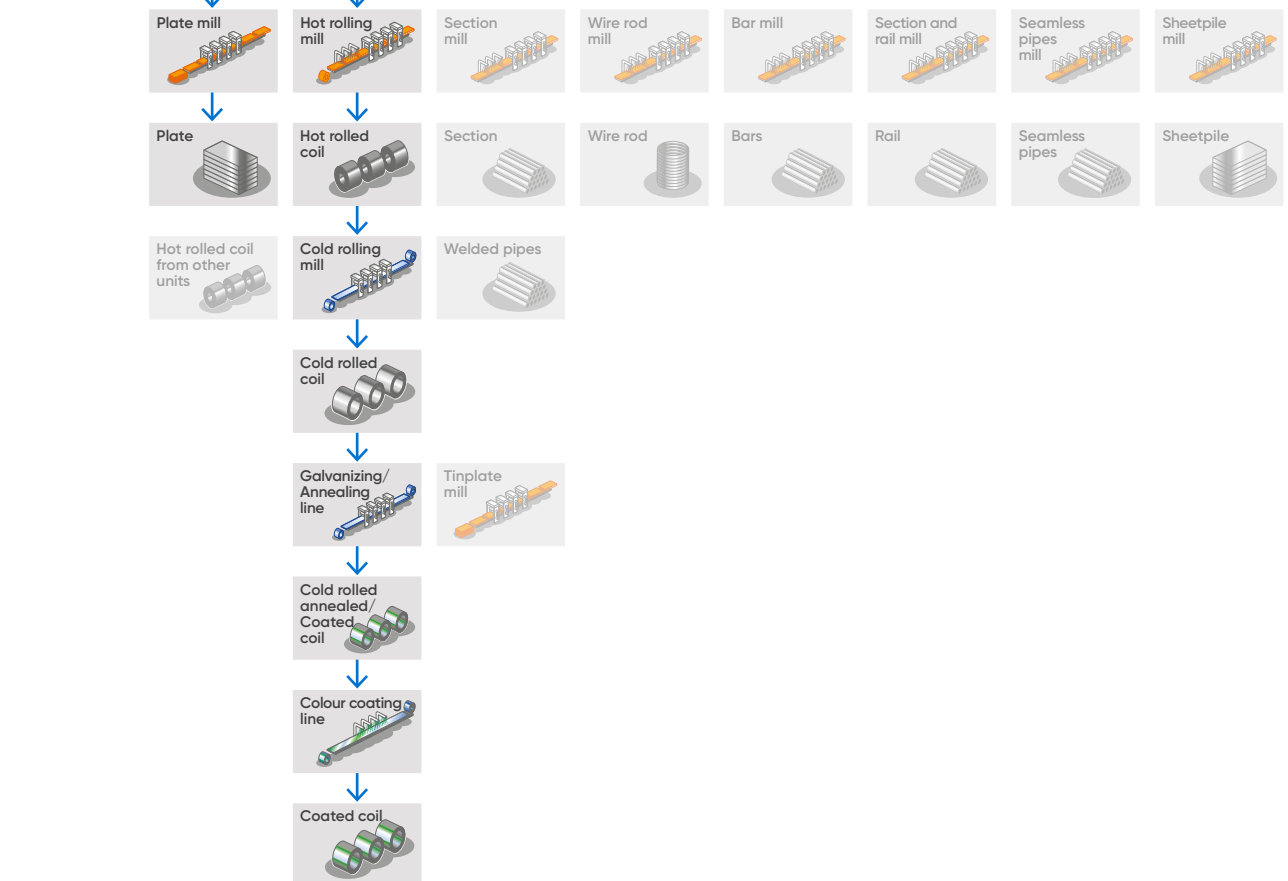 Plate mill
Hot rolling
mill
Section
mill
Wire rod
mill
Bar mill
Section and
rail mill
Seamless
pipes
mill
Sheetpile
mill
Plate
Hot rolled
coil
Section
Wire rod
Bars
Rail
Seamless
pipes
Sheetpile
Hot rolled coil
from other
units
Cold rolling
mill
Welded pipes
Cold rolled
coil
Galvanizing/
Annealing
line
Tinplate
mill
Cold rolled
annealed/
Coated
coil
Colour coating
line
Coated coil